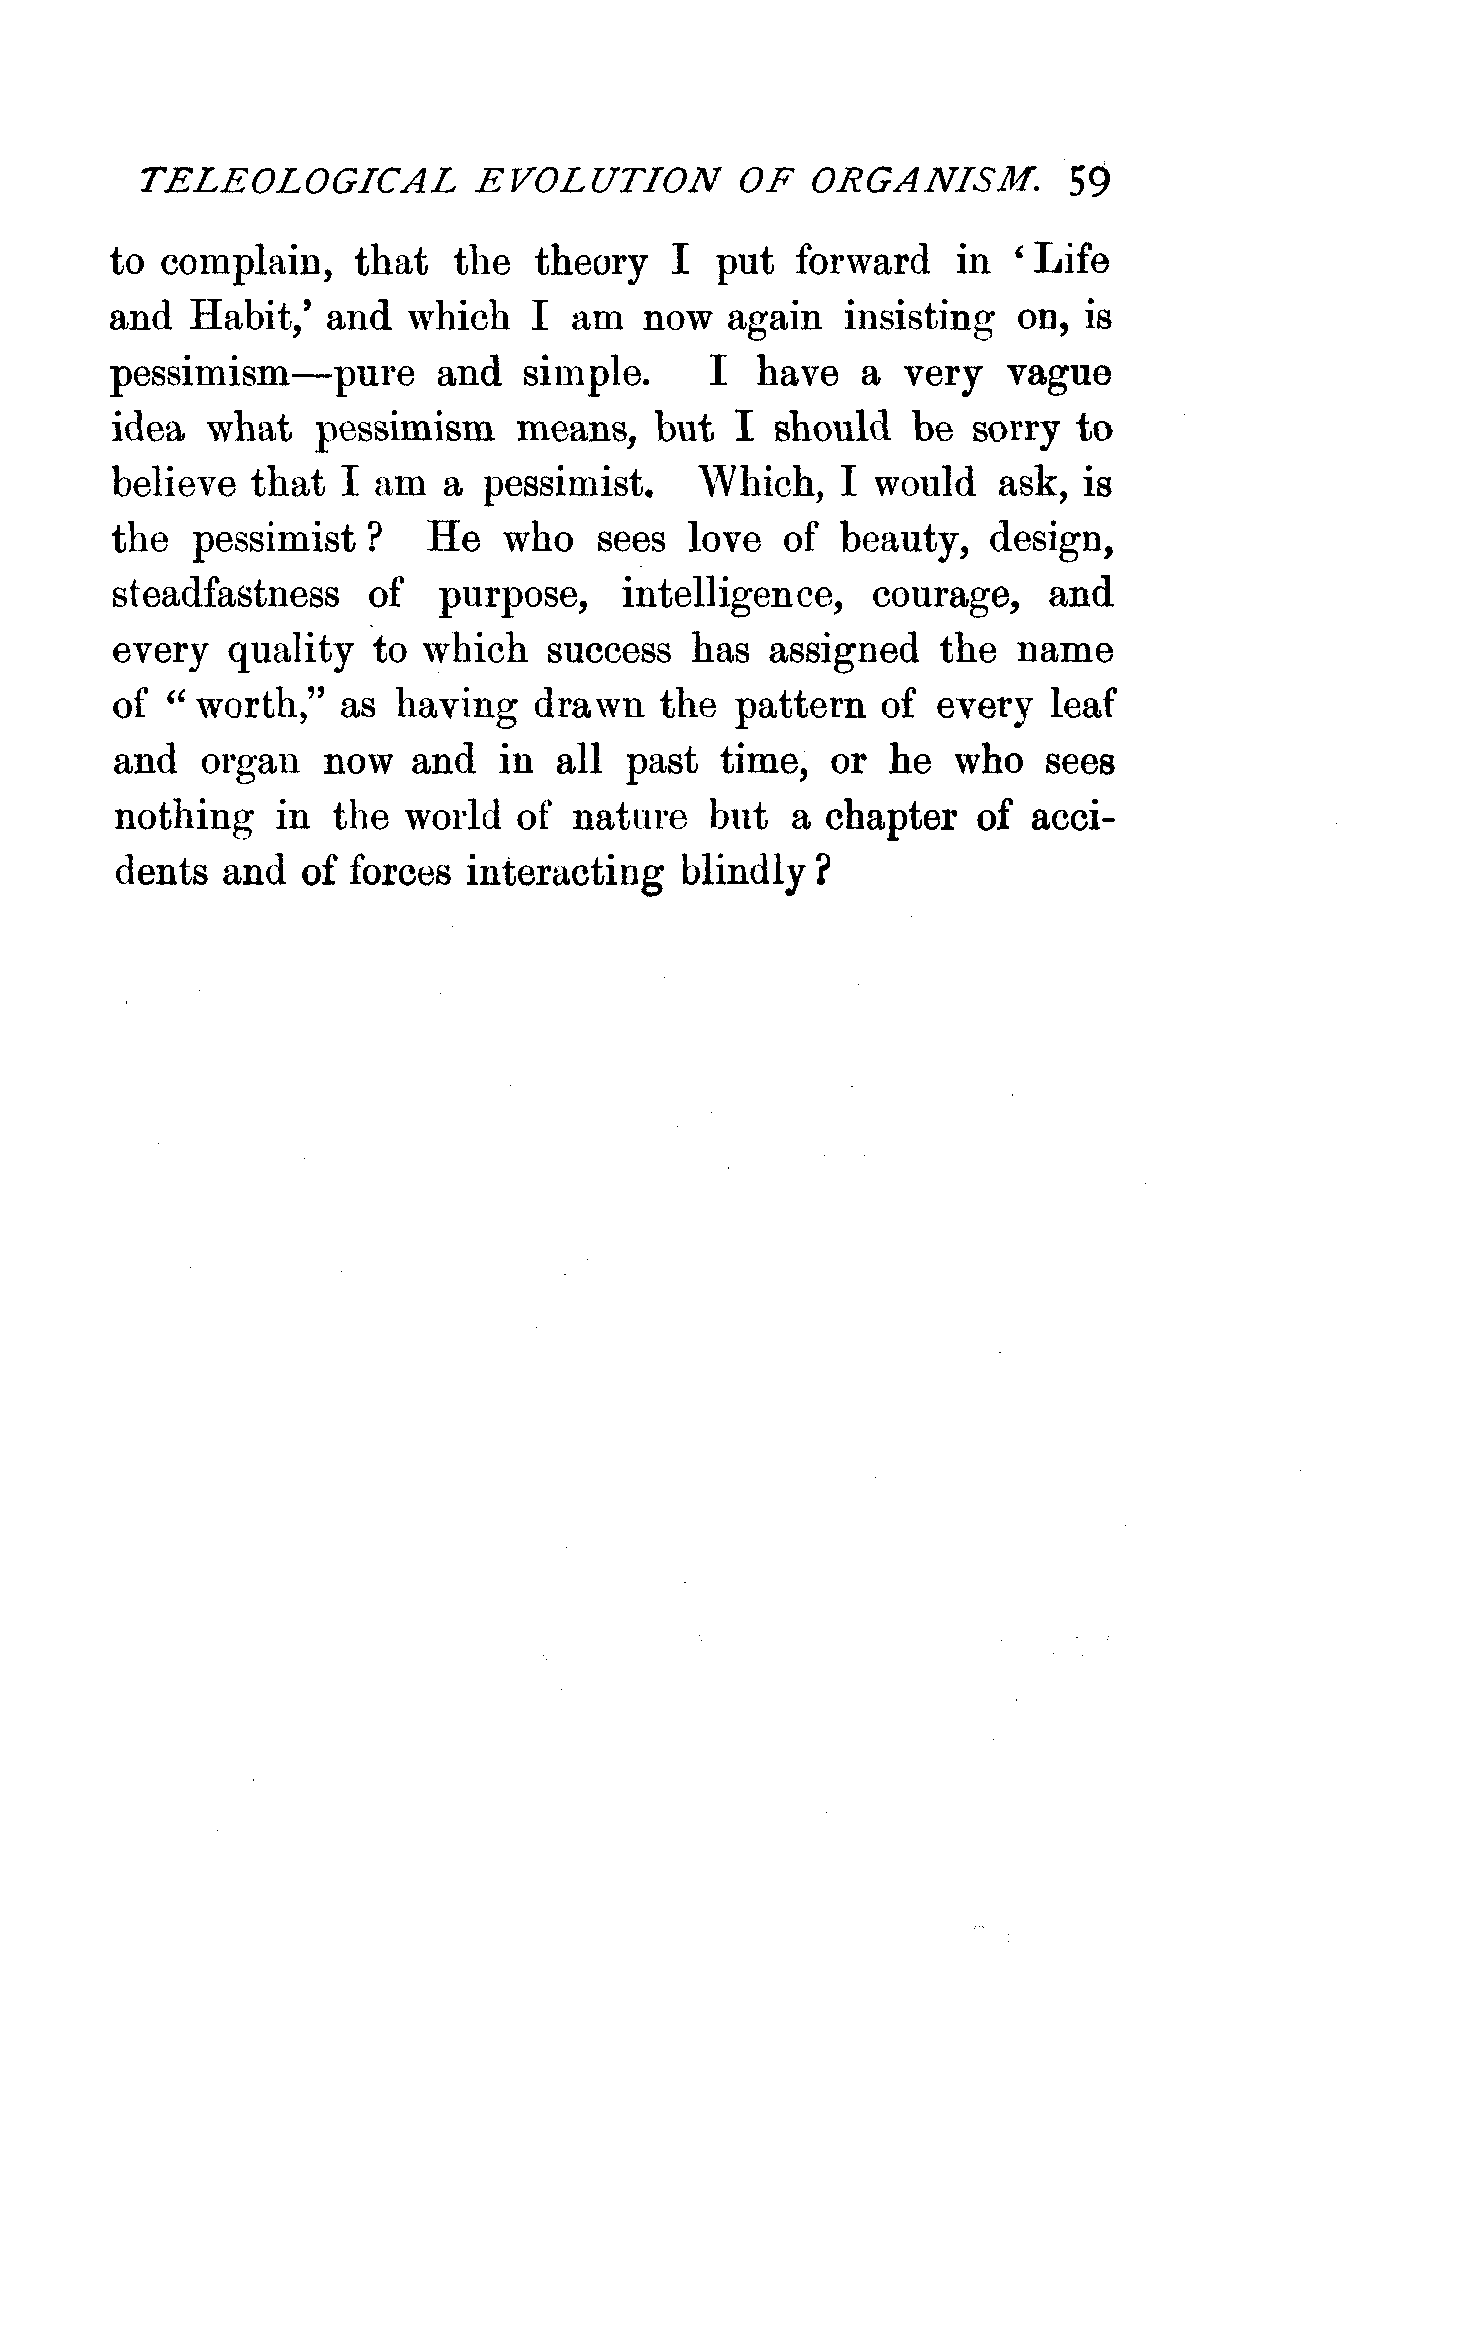 TELEOLOGICAL EVOLUTION OF ORGANISM. 59
to complain, that the theory I put forward in ‘Life
and Habit,’ and which I am now again insisting on, is
pessimism—pure and simple. I have a very vague
idea what pessimism means, but I should be sorry to
believe that I am a pessimist. Which, I would ask, is
the pessimist? He who sees love of beauty, design,
steadfastness of purpose, intelligence, courage, and
every quality to which success has assigned the name
of “worth,” as having drawn the pattern of every leaf
and organ now and in all past time, or he who sees
nothing in the world of nature but a chapter of acci-
dents and of forces interacting blindly?